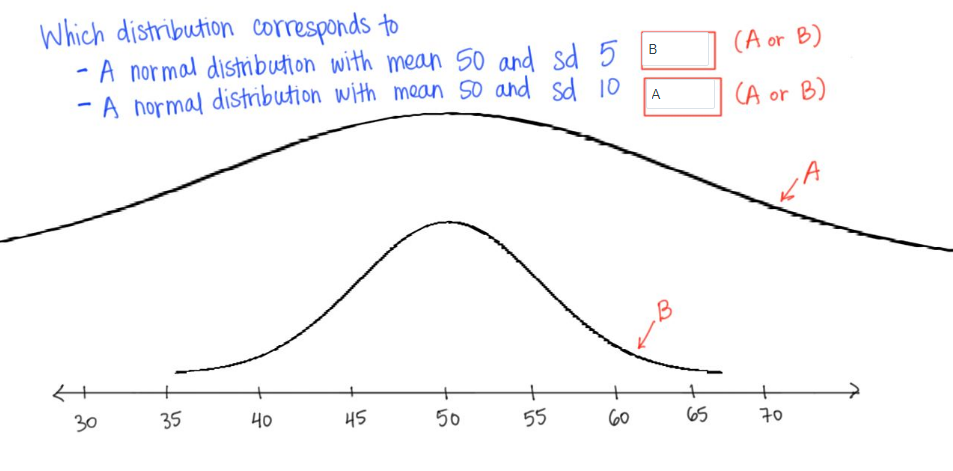 Which distribution corresponds to
- A normal distribution with mean 50 and sd 5 B (A or B)
- A normal distribution with mean 50 and sd 10 A (A or B)
A
B
30 35 40 45 50 55 60 65 70